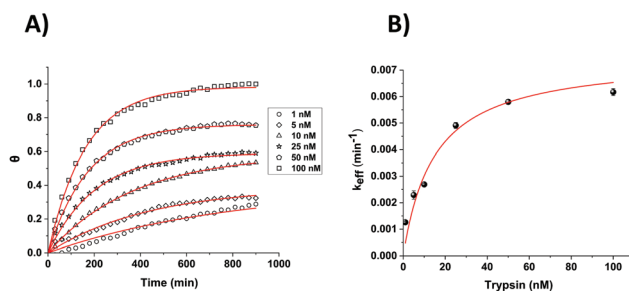 A)
B)
1.0
0.8
0.6
0.4
0.2
0.0
θ
0
200
400
600
800
1000
Time (min)
1 nM
5 nM
10 nM
25 nM
50 nM
100 nM
0.007
0.006
0.005
0.004
0.003
0.002
0.001
0.000
keff (min-1)
0
20
40
60
80
100
Trypsin (nM)